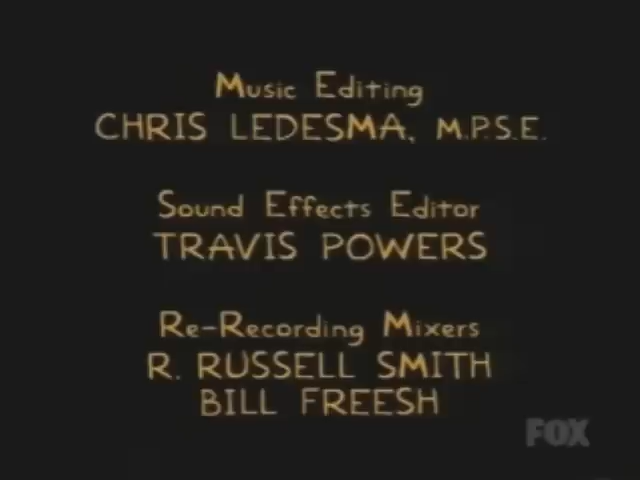 Music Editing
CHRIS LEDESMA, M.P.S.E.
Sound Effects Editor
TRAVIS POWERS
Re-Recording Mixers
R. RUSSELL SMITH
BILL FREESH
FOX